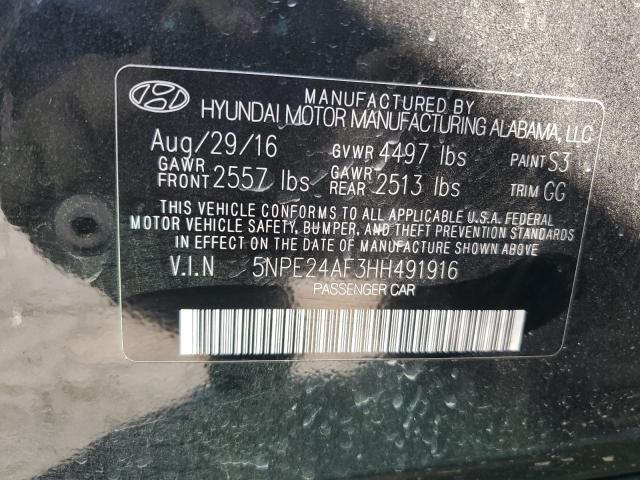 MANUFACTURED BY
HYUNDAI MOTOR MANUFACTURING ALABAMA, LLC
Aug/29/16 GVWR 4497 lbs PAINT S3
GAWR FRONT 2557 lbs GAWR REAR 2513 lbs TRIM GG
THIS VEHICLE CONFORMS TO ALL APPLICABLE U.S.A. FEDERAL
MOTOR VEHICLE SAFETY, BUMPER, AND THEFT PREVENTION
STANDARDS IN EFFECT ON THE DATE OF MANUFACTURE SHOWN ABOVE.
V.I.N 5NPE24AF3HH491916
PASSENGER CAR